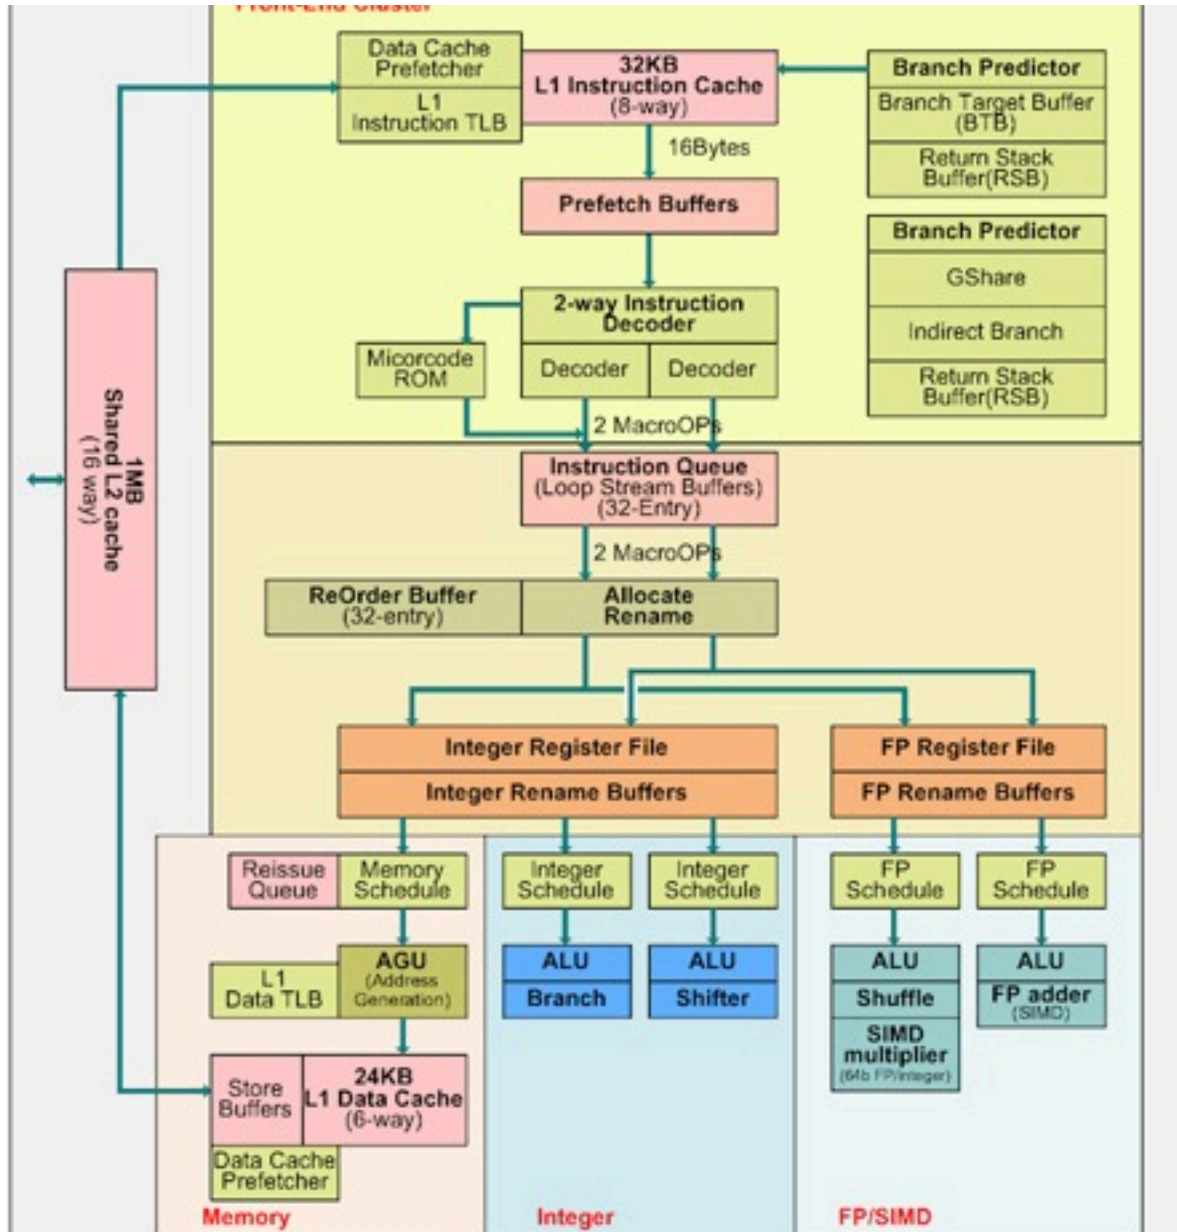 Front-End Cluster
Data Cache
Prefetcher
L1
Instruction TLB
32KB
L1 Instruction Cache
(8-way)
Branch Predictor
Branch Target Buffer
(BTB)
Return Stack
Buffer(RSB)
16Bytes
Prefetch Buffers
Branch Predictor
GShare
Indirect Branch
Return Stack
Buffer(RSB)
2-way Instruction
Decoder
Decoder
Decoder
Micorcode
ROM
2 MacroOPs
1MB
Shared L2 cache
(16 way)
Instruction Queue
(Loop Stream Buffers)
(32-Entry)
2 MacroOPs
ReOrder Buffer
(32-entry)
Allocate
Rename
Integer Register File
Integer Rename Buffers
FP Register File
FP Rename Buffers
Reissue
Queue
Memory
Schedule
Integer
Schedule
Integer
Schedule
FP
Schedule
FP
Schedule
L1
Data TLB
AGU
(Address
Generation)
ALU
Branch
ALU
Shifter
ALU
Shuffle
SIMD
multiplier
(64b FP/integer)
ALU
FP adder
(SIMD)
Store
Buffers
24KB
L1 Data Cache
(6-way)
Data Cache
Prefetcher
Memory
Integer
FP/SIMD